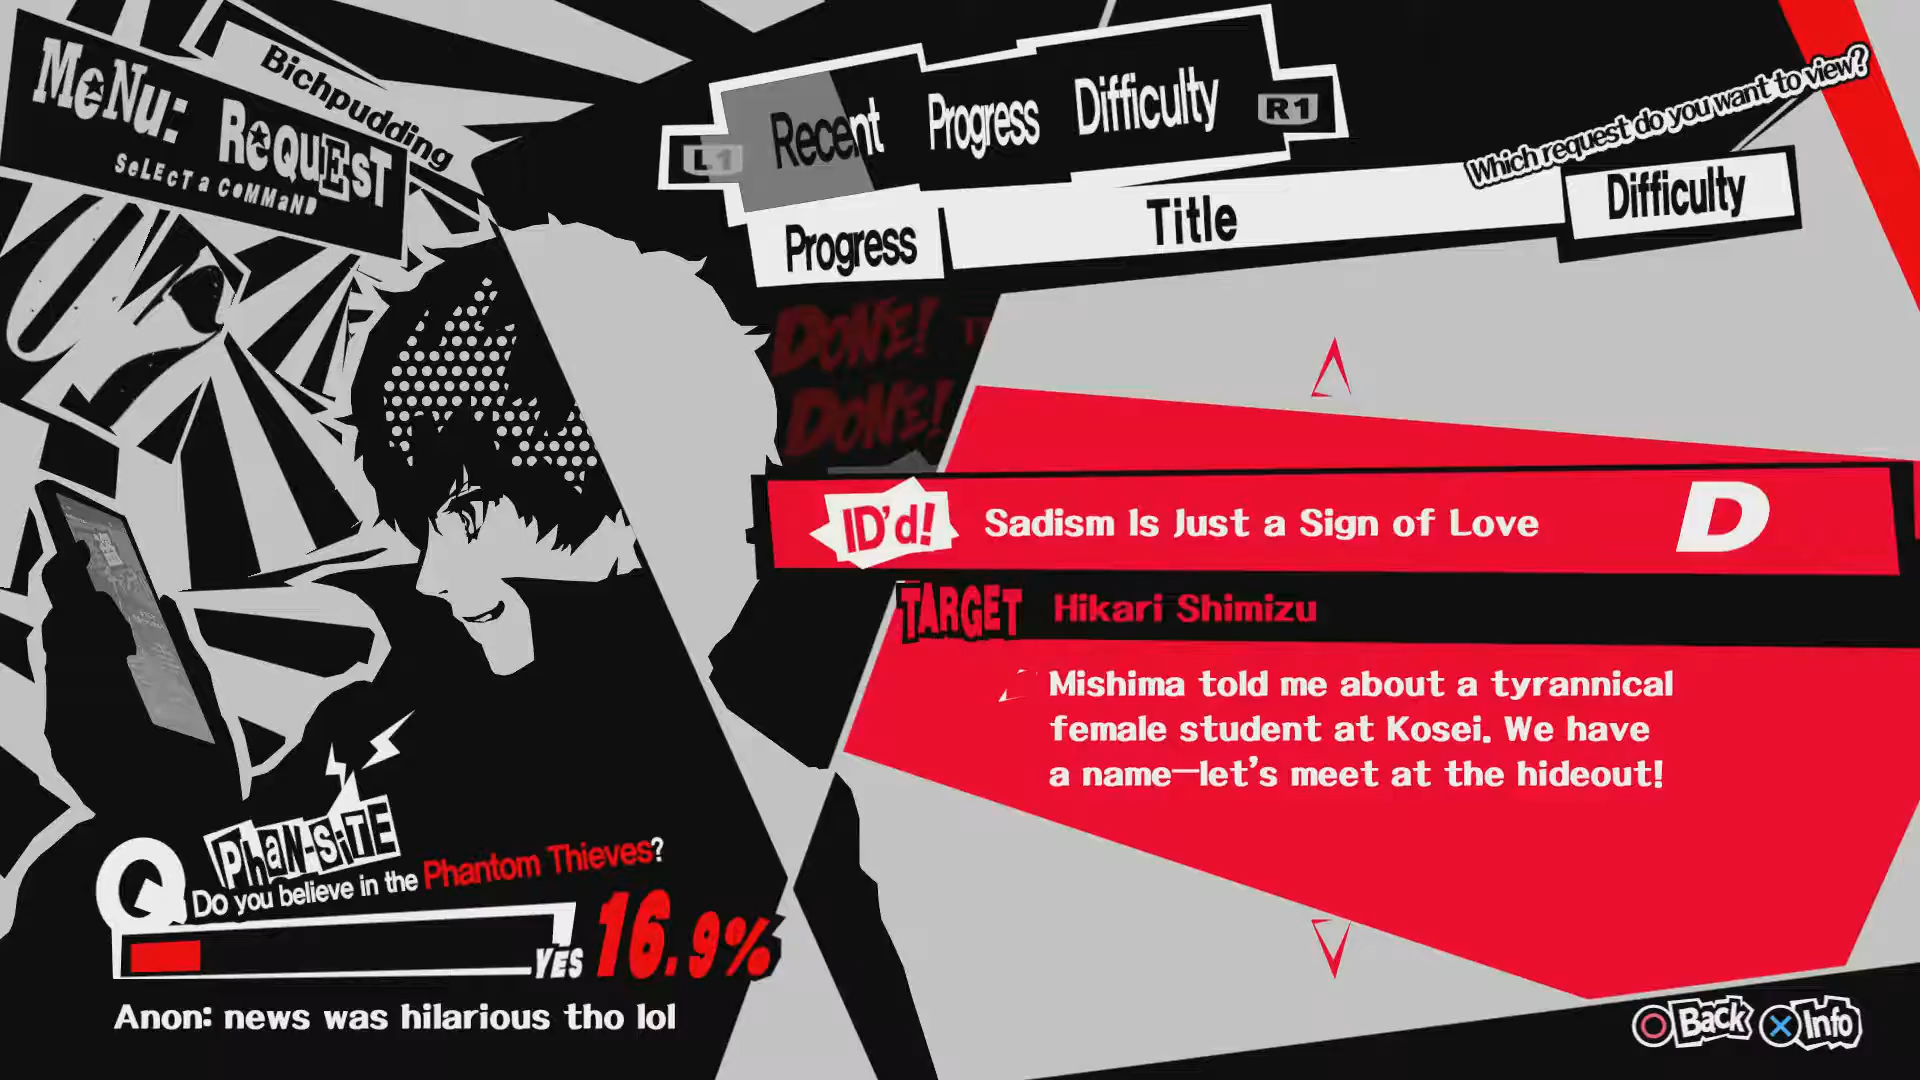 MeNu: ReQuEST
SeLEcT a CoMMaND
Bichpudding
L1 Recent Progress Difficulty R1
Which request do you want to view?
Progress Title Difficulty
DONE!
DONE!
ID'd! Sadism Is Just a Sign of Love D
TARGET Hikari Shimizu
Mishima told me about a tyrannical
female student at Kosei. We have
a name—let's meet at the hideout!
PhaN-SiTE
Q Do you believe in the Phantom Thieves?
YES 16.9%
Anon: news was hilarious tho lol
Back Info